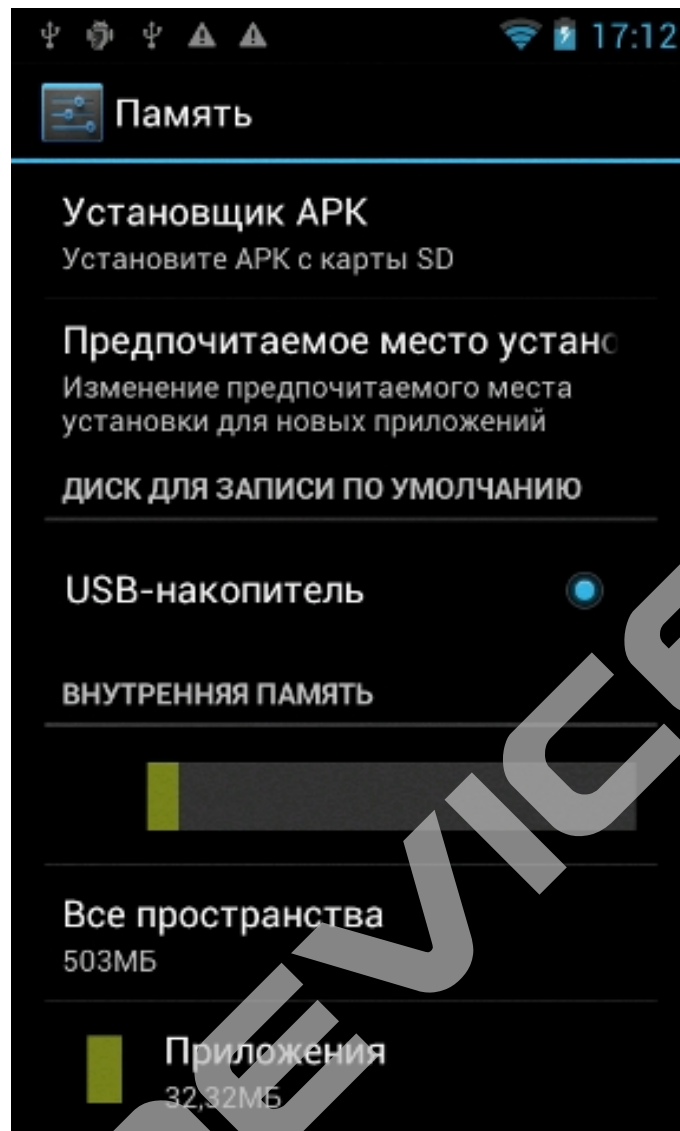 17:12
Память
Установщик APK
Установите APK с карты SD
Предпочитаемое место устано
Изменение предпочитаемого места
установки для новых приложений
ДИСК ДЛЯ ЗАПИСИ ПО УМОЛЧАНИЮ
USB-накопитель
ВНУТРЕННЯЯ ПАМЯТЬ
Все пространства
503МБ
Приложения
32,32МБ
EVICE